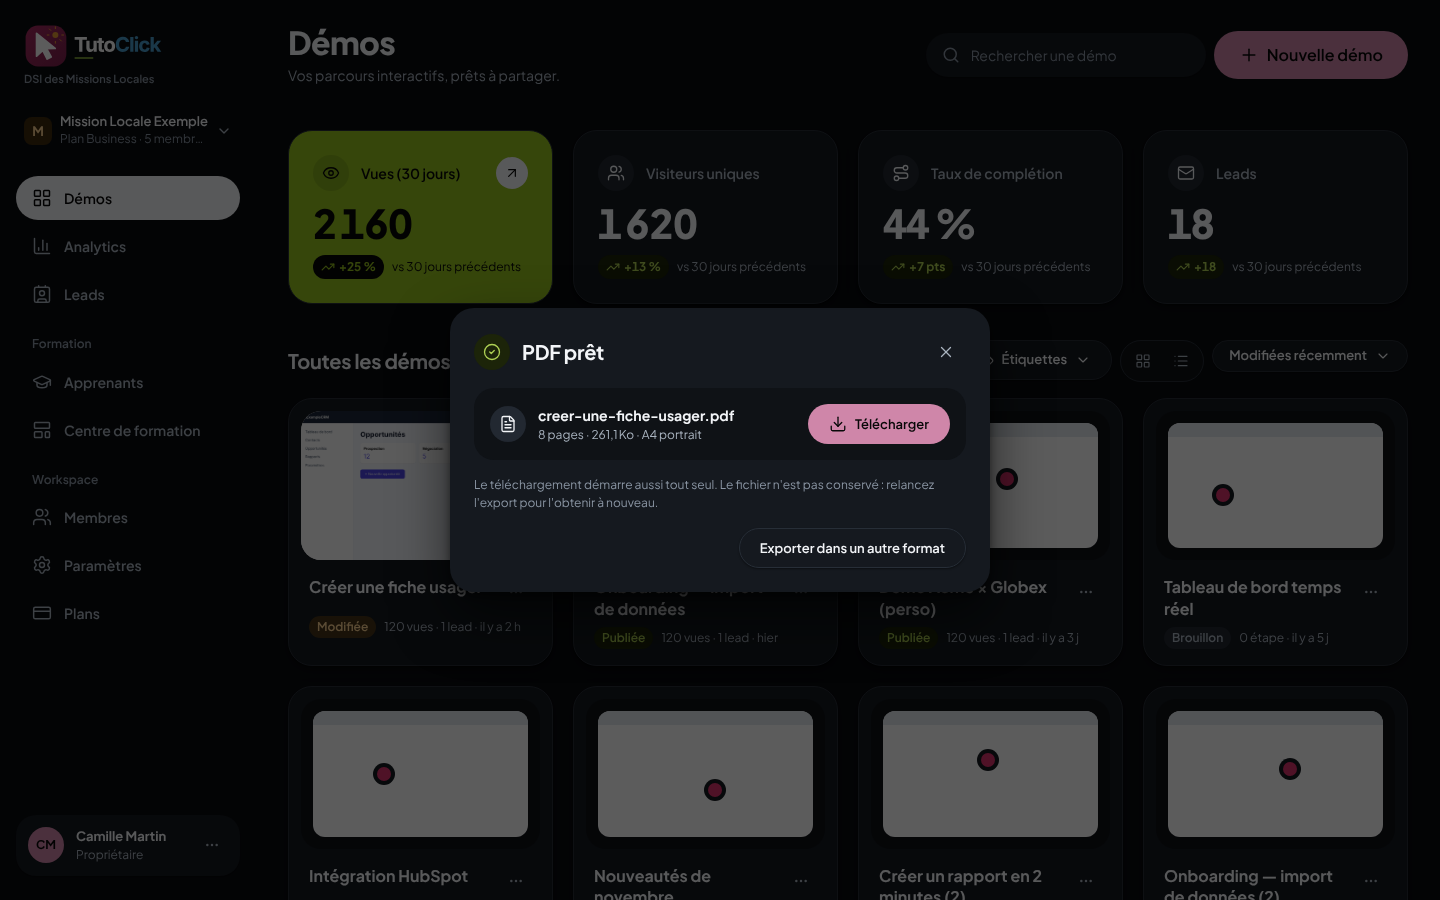 TutoClick
DSI des Missions Locales
M
Mission Locale Exemple
Plan Business · 5 membr...
Démos
Analytics
Leads
Formation
Apprenants
Centre de formation
Workspace
Membres
Paramètres
Plans
CM
Camille Martin
Propriétaire
Démos
Vos parcours interactifs, prêts à partager.
Rechercher une démo
Nouvelle démo
Vues (30 jours)
2 160
+25 % vs 30 jours précédents
Visiteurs uniques
1 620
+13 % vs 30 jours précédents
Taux de complétion
44 %
+7 pts vs 30 jours précédents
Leads
18
+18 vs 30 jours précédents
Toutes les démos
Étiquettes
Modifiées récemment
PDF prêt
creer-une-fiche-usager.pdf
8 pages · 261,1 Ko · A4 portrait
Télécharger
Le téléchargement démarre aussi tout seul. Le fichier n'est pas conservé : relancez
l'export pour l'obtenir à nouveau.
Exporter dans un autre format
Opportunités
Créer une fiche usager
Modifiée 120 vues · 1 lead · il y a 2 h
de données
Publiée 120 vues · 1 lead · hier
× Globex
(perso)
Publiée 120 vues · 1 lead · il y a 3 j
Tableau de bord temps
réel
Brouillon 0 étape · il y a 5 j
Intégration HubSpot
Nouveautés de
novembre
Créer un rapport en 2
minutes (2)
Onboarding — import
de données (2)